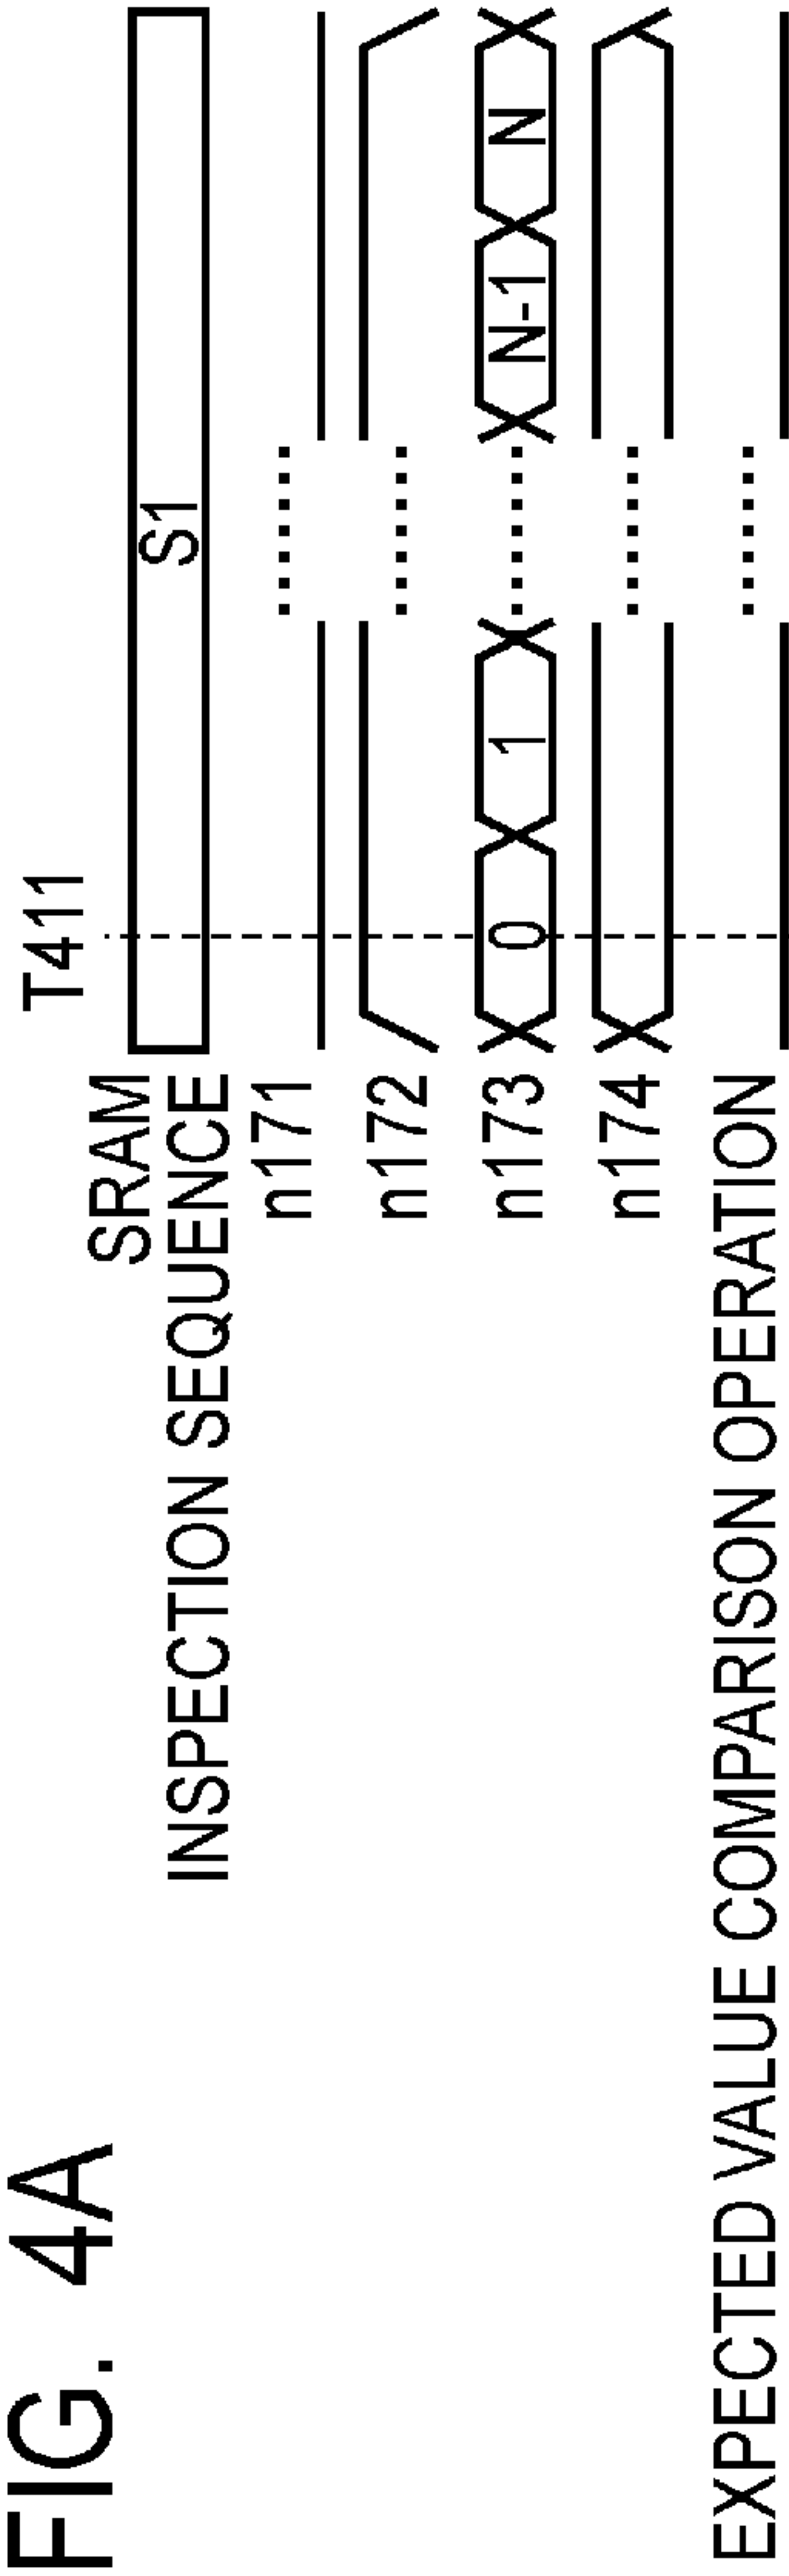 FIG. 4A
T411
SRAM
INSPECTION SEQUENCE
S1
n171
n172
n173
0 1 N-1 N
n174
EXPECTED VALUE COMPARISON OPERATION